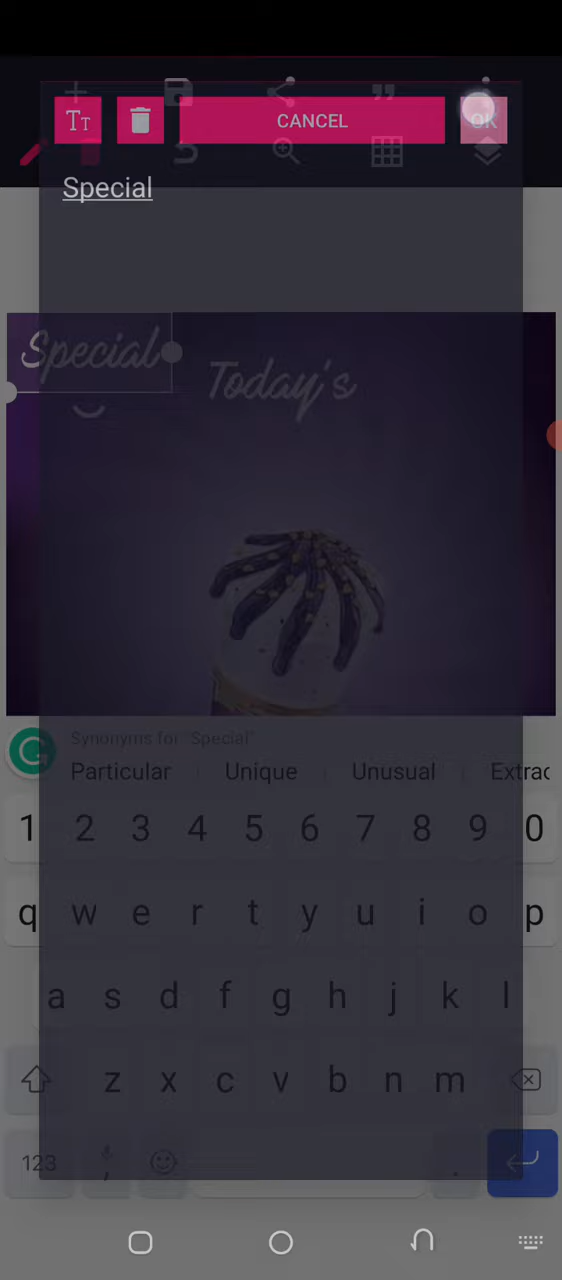 TT CANCEL OK
Special
Special
Today's
Synonyms for "Special"
Particular Unique Unusual Extrac
1 2 3 4 5 6 7 8 9 0
q w e r t y u i o p
a s d f g h j k l
z x c v b n m
123 , .